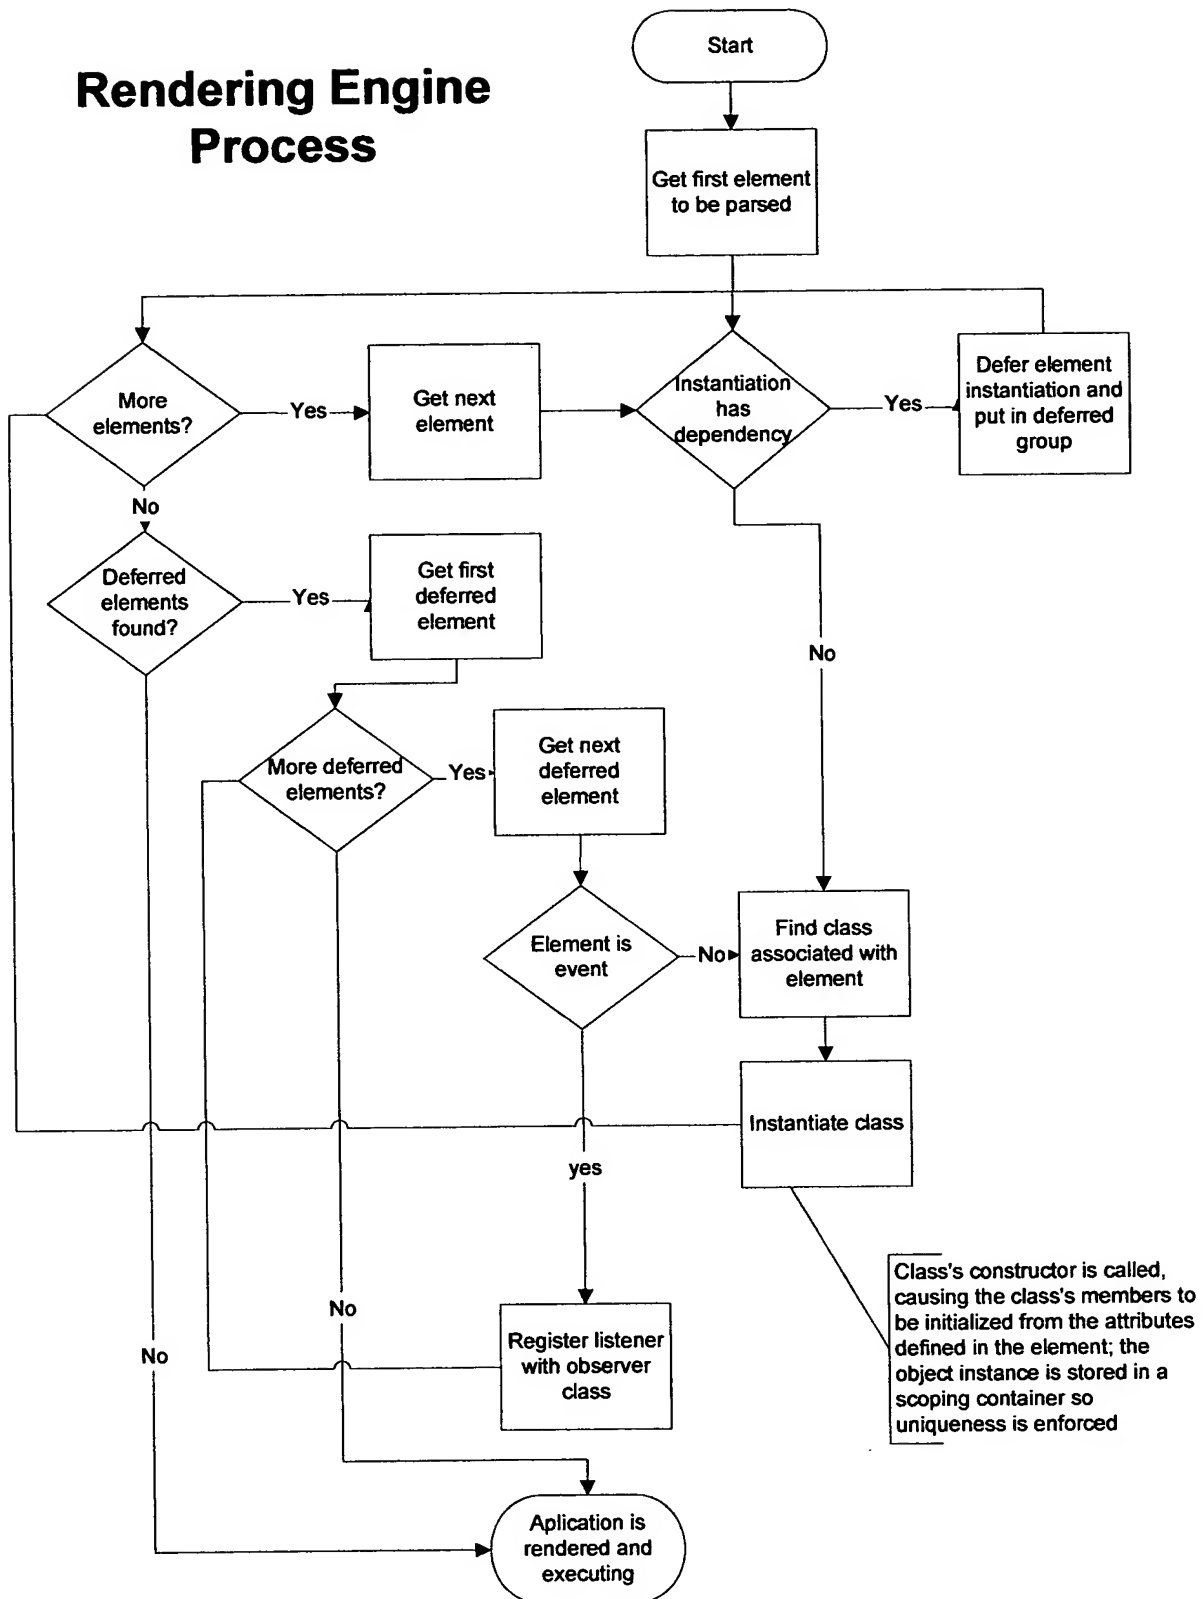 Rendering Engine
Process
Start
Get first element
to be parsed
More
elements?
Yes
Get next
element
Instantiation
has
dependency
Yes
Defer element
instantiation and
put in deferred
group
No
Deferred
elements
found?
Yes
Get first
deferred
element
No
More deferred
elements?
Yes
Get next
deferred
element
Element is
event
No
Find class
associated with
element
Instantiate class
yes
Class's constructor is called,
causing the class's members to
be initialized from the attributes
defined in the element; the
object instance is stored in a
scoping container so
uniqueness is enforced
No
Register listener
with observer
class
No
Aplication is
rendered and
executing